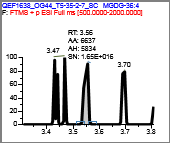 QEF1638_OG44_T5-35-2-7_SC MGDG-36:4
F: FTMS + p ESI Full ms [500.0000-2000.0000]
RT: 3.56
AA: 6637
AH: 5834
SN: 1.65E+016
3.47
3.70
100
80
60
40
20
0
3.4 3.5 3.6 3.7 3.8